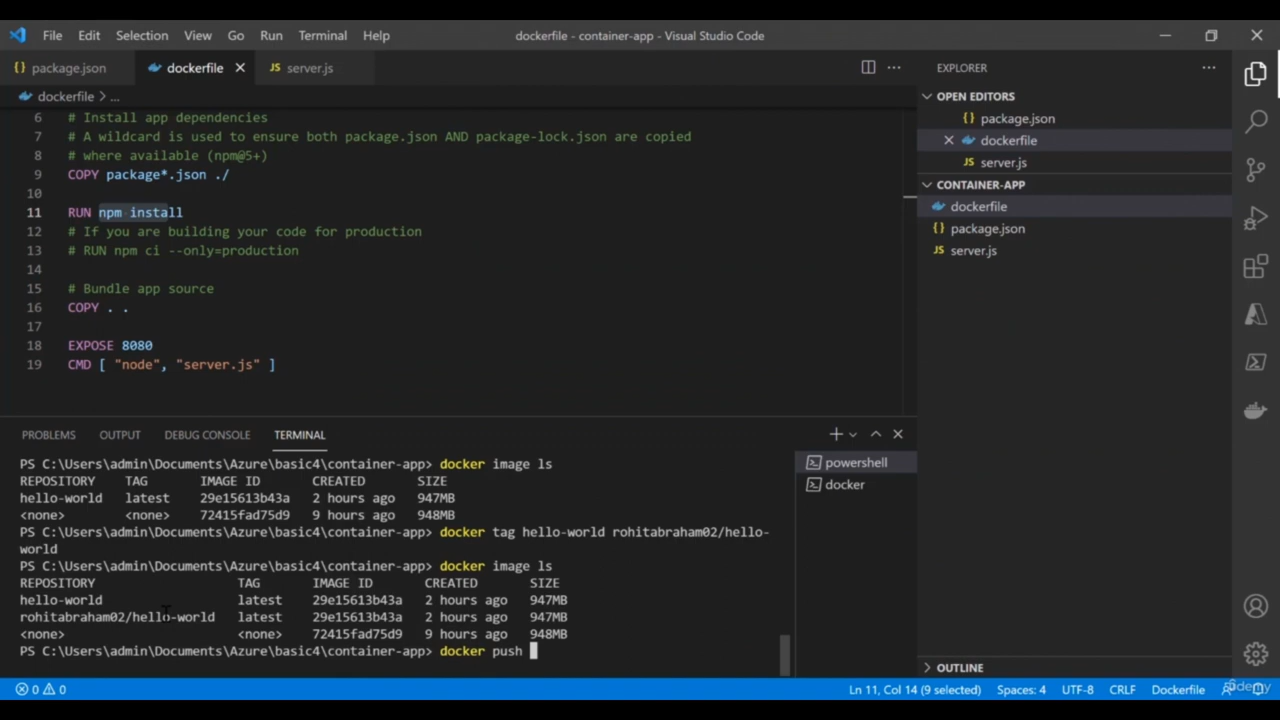 File Edit Selection View Go Run Terminal Help dockerfile - container-app - Visual Studio Code
{} package.json dockerfile JS server.js
dockerfile > ...
6 # Install app dependencies
7 # A wildcard is used to ensure both package.json AND package-lock.json are copied
8 # where available (npm@5+)
9 COPY package*.json ./
10
11 RUN npm install
12 # If you are building your code for production
13 # RUN npm ci --only=production
14
15 # Bundle app source
16 COPY . .
17
18 EXPOSE 8080
19 CMD [ "node", "server.js" ]
EXPLORER
OPEN EDITORS
{} package.json
dockerfile
JS server.js
CONTAINER-APP
dockerfile
{} package.json
JS server.js
OUTLINE
PROBLEMS OUTPUT DEBUG CONSOLE TERMINAL
PS C:\Users\admin\Documents\Azure\basic4\container-app> docker image ls
REPOSITORY TAG IMAGE ID CREATED SIZE
hello-world latest 29e15613b43a 2 hours ago 947MB
<none> <none> 72415fad75d9 9 hours ago 948MB
PS C:\Users\admin\Documents\Azure\basic4\container-app> docker tag hello-world rohitabraham02/hello-
world
PS C:\Users\admin\Documents\Azure\basic4\container-app> docker image ls
REPOSITORY TAG IMAGE ID CREATED SIZE
hello-world latest 29e15613b43a 2 hours ago 947MB
rohitabraham02/hello-world latest 29e15613b43a 2 hours ago 947MB
<none> <none> 72415fad75d9 9 hours ago 948MB
PS C:\Users\admin\Documents\Azure\basic4\container-app> docker push
powershell
docker
0 0 Ln 11, Col 14 (9 selected) Spaces: 4 UTF-8 CRLF Dockerfile
Udemy